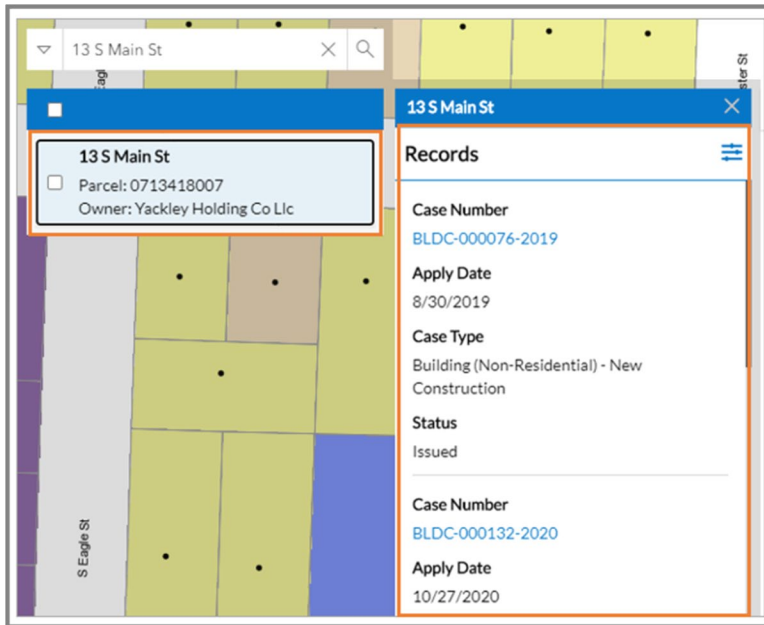 13 S Main St
13 S Main St
Parcel: 0713418007
Owner: Yackley Holding Co Llc
S Eagle St
13 S Main St
Records
Case Number
BLDC-000076-2019
Apply Date
8/30/2019
Case Type
Building (Non-Residential) - New
Construction
Status
Issued
Case Number
BLDC-000132-2020
Apply Date
10/27/2020
ster St